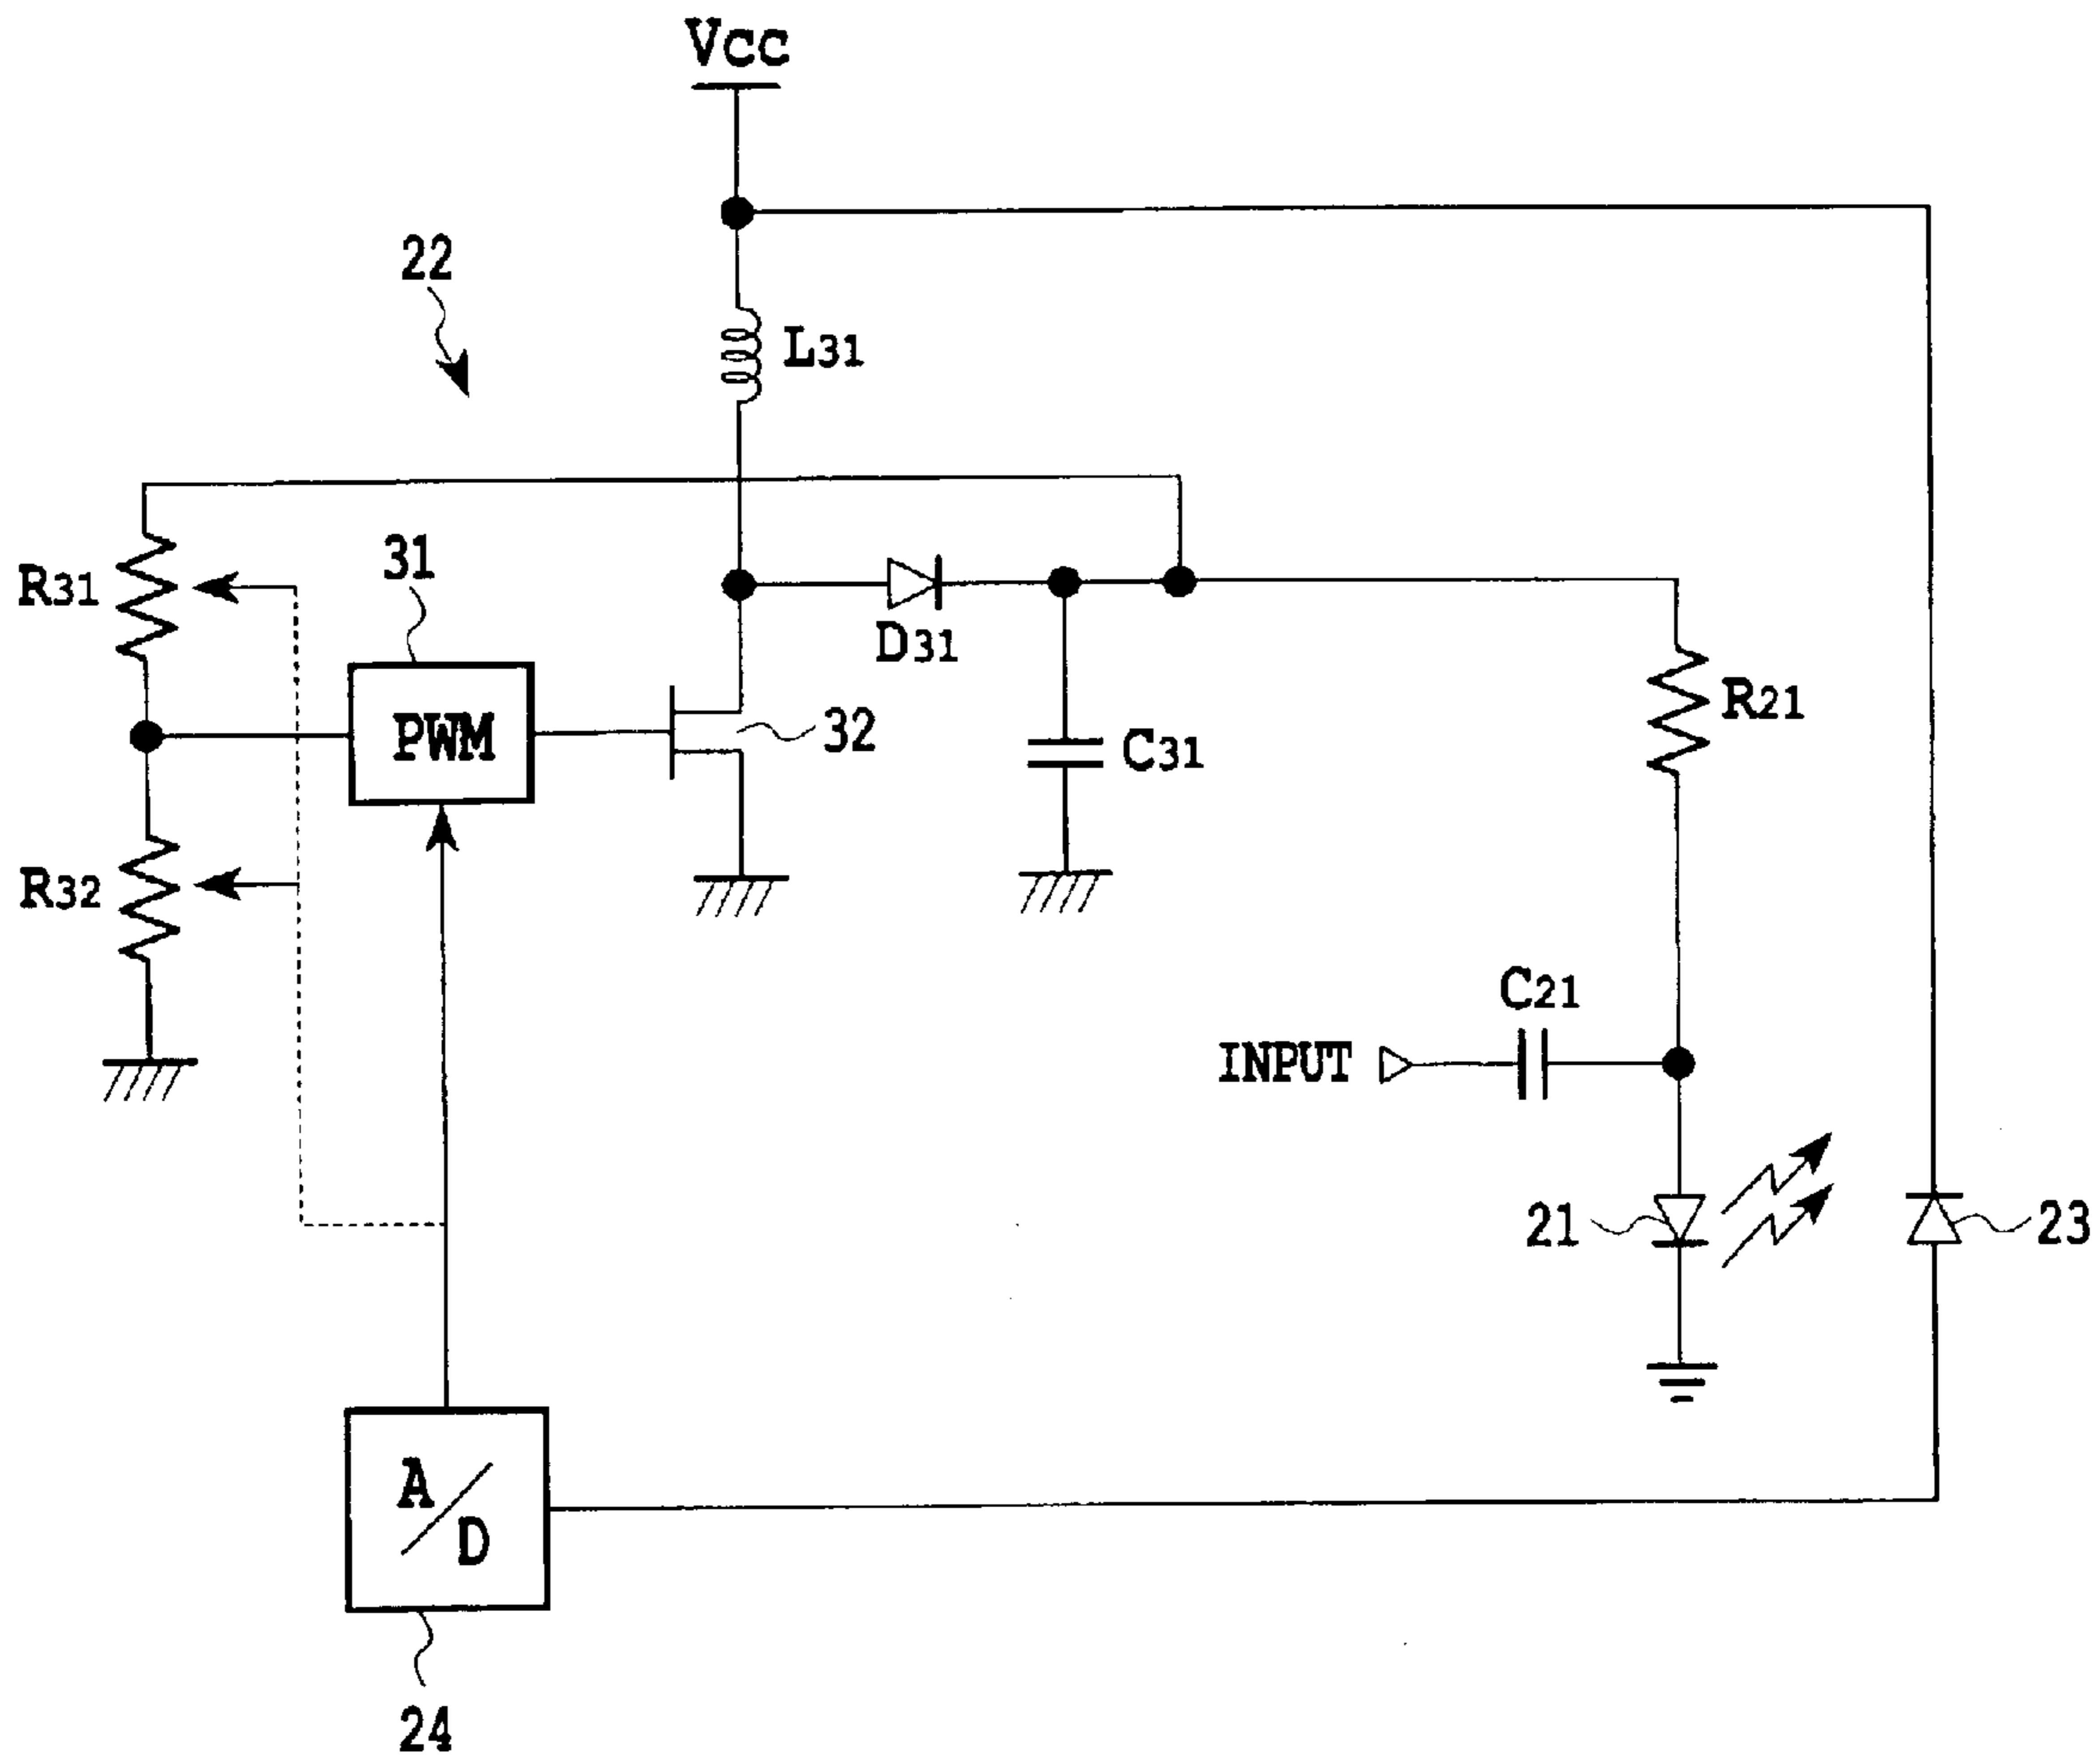 Vcc
22
L31
31
R31
D31
R21
PWM
32
C31
R32
C21
INPUT
21
23
A/D
24